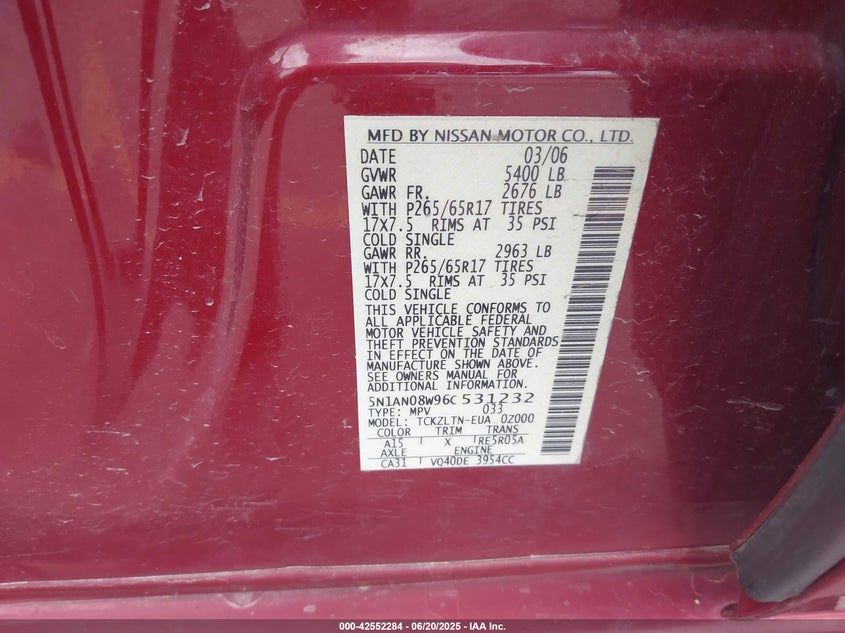 MFD BY NISSAN MOTOR CO., LTD.
DATE 03/06
GVWR 5400 LB
GAWR FR. 2676 LB
WITH P265/65R17 TIRES
17X7.5 RIMS AT 35 PSI
COLD SINGLE
GAWR RR. 2963 LB
WITH P265/65R17 TIRES
17X7.5 RIMS AT 35 PSI
COLD SINGLE
THIS VEHICLE CONFORMS TO
ALL APPLICABLE FEDERAL
MOTOR VEHICLE SAFETY AND
THEFT PREVENTION STANDARDS
IN EFFECT ON THE DATE OF
MANUFACTURE SHOWN ABOVE.
SEE OWNERS MANUAL FOR
ADDITIONAL INFORMATION.
5N1AN08W96C531232
TYPE: MPV 033
MODEL: TCKZLTN-EUA 0Z000
COLOR TRIM TRANS
A15 X RE5R05A
AXLE ENGINE
CA31 VQ40DE 3954CC
000-42552284 - 06/20/2025 - IAA Inc.